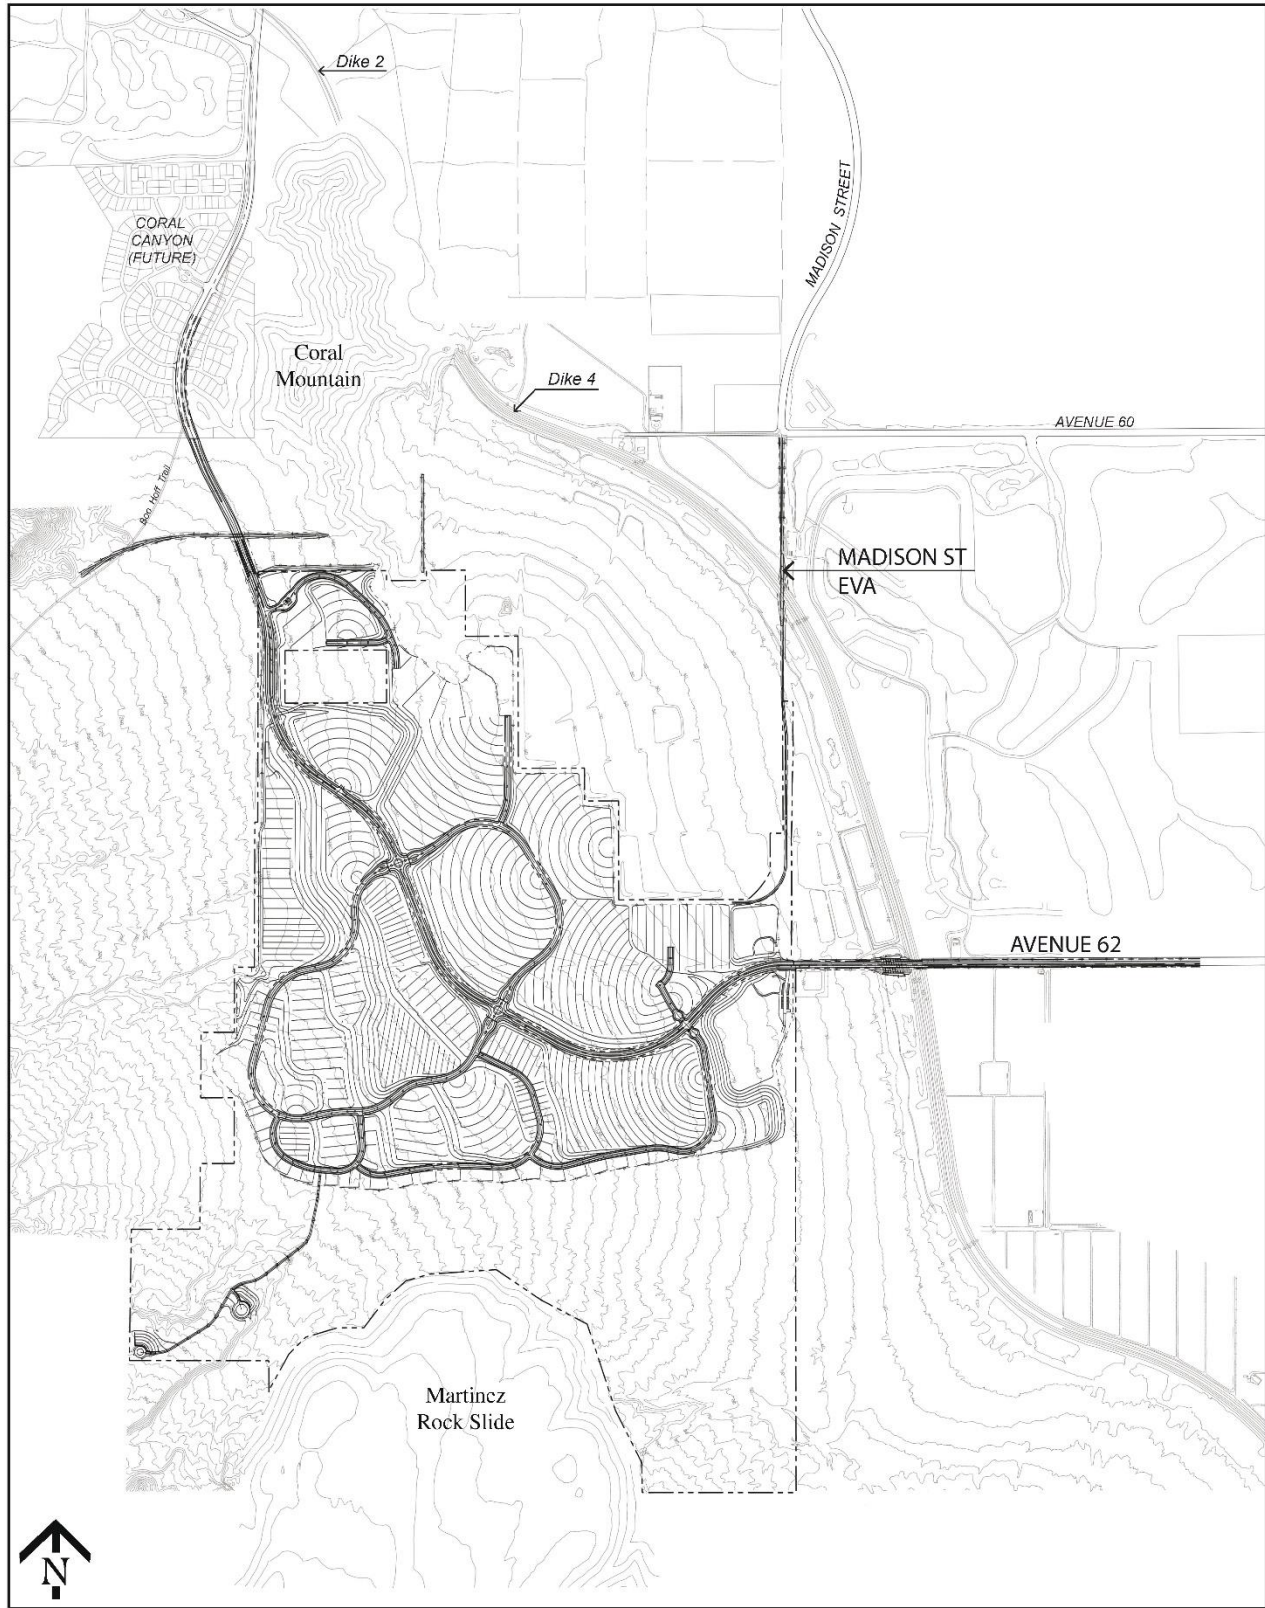 Dike 2
MADISON STREET
CORAL
CANYON
(FUTURE)
Coral
Mountain
Dike 4
AVENUE 60
Boo Hoff Trail
MADISON ST
EVA
AVENUE 62
Martinez
Rock Slide
N